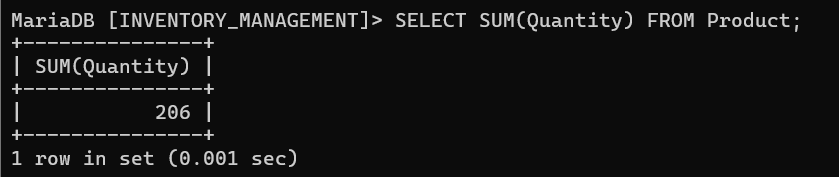 MariaDB [INVENTORY_MANAGEMENT]> SELECT SUM(Quantity) FROM Product;
+---------------+
| SUM(Quantity) |
+---------------+
|           206 |
+---------------+
1 row in set (0.001 sec)